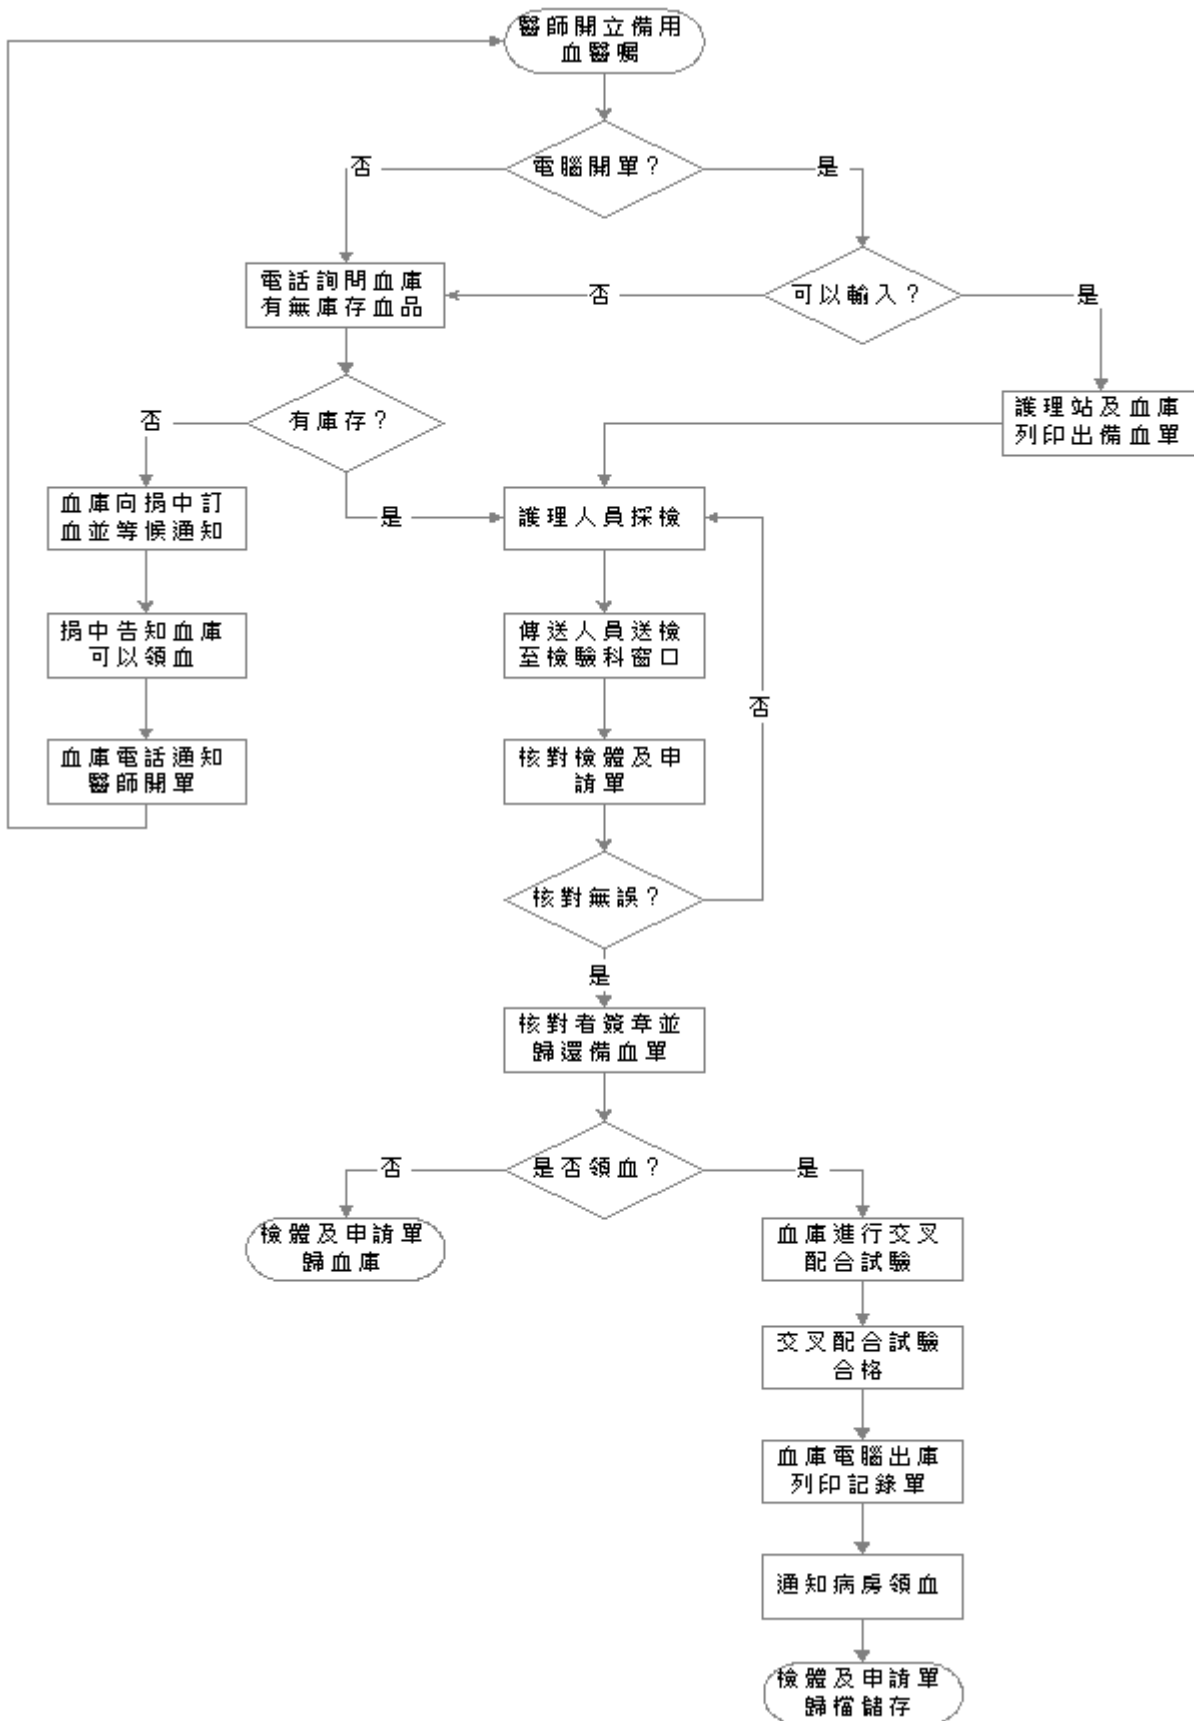 醫師開立備用
血醫囑
電腦開單？
否
是
電話詢問血庫
有無庫存血品
否
可以輸入？
是
有庫存？
否
護理站及血庫
列印出備血單
血庫向捐中訂
血並等候通知
是
護理人員採檢
捐中告知血庫
可以領血
傳送人員送檢
至檢驗科窗口
否
血庫電話通知
醫師開單
核對檢體及申
請單
核對無誤？
是
核對者簽章並
歸還備血單
是否領血？
否
是
檢體及申請單
歸血庫
血庫進行交叉
配合試驗
交叉配合試驗
合格
血庫電腦出庫
列印記錄單
通知病房領血
檢體及申請單
歸檔儲存